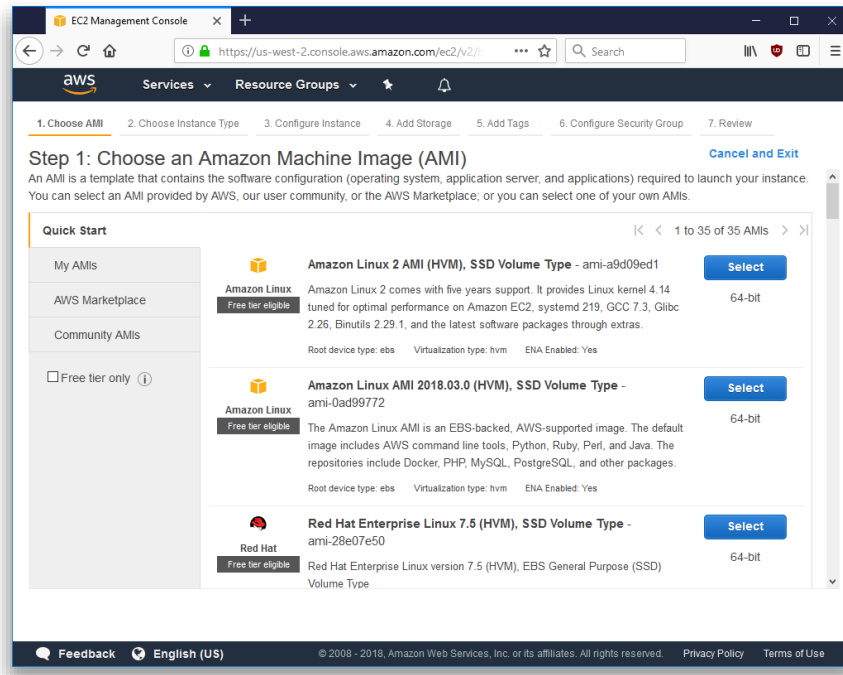 EC2 Management Console
https://us-west-2.console.aws.amazon.com/ec2/v2/
Search
aws
Services
Resource Groups
1. Choose AMI 2. Choose Instance Type 3. Configure Instance 4. Add Storage 5. Add Tags 6. Configure Security Group 7. Review
Step 1: Choose an Amazon Machine Image (AMI)
Cancel and Exit
An AMI is a template that contains the software configuration (operating system, application server, and applications) required to launch your instance.
You can select an AMI provided by AWS, our user community, or the AWS Marketplace; or you can select one of your own AMIs.
Quick Start
1 to 35 of 35 AMIs
My AMIs
AWS Marketplace
Community AMIs
Free tier only
Amazon Linux
Free tier eligible
Amazon Linux 2 AMI (HVM), SSD Volume Type - ami-a9d09ed1
Amazon Linux 2 comes with five years support. It provides Linux kernel 4.14
tuned for optimal performance on Amazon EC2, systemd 219, GCC 7.3, Glibc
2.26, Binutils 2.29.1, and the latest software packages through extras.
Root device type: ebs Virtualization type: hvm ENA Enabled: Yes
Select
64-bit
Amazon Linux
Free tier eligible
Amazon Linux AMI 2018.03.0 (HVM), SSD Volume Type -
ami-0ad99772
The Amazon Linux AMI is an EBS-backed, AWS-supported image. The default
image includes AWS command line tools, Python, Ruby, Perl, and Java. The
repositories include Docker, PHP, MySQL, PostgreSQL, and other packages.
Root device type: ebs Virtualization type: hvm ENA Enabled: Yes
Select
64-bit
Red Hat
Free tier eligible
Red Hat Enterprise Linux 7.5 (HVM), SSD Volume Type -
ami-28e07e50
Red Hat Enterprise Linux version 7.5 (HVM), EBS General Purpose (SSD)
Volume Type
Select
64-bit
Feedback
English (US)
© 2008 - 2018, Amazon Web Services, Inc. or its affiliates. All rights reserved.
Privacy Policy
Terms of Use